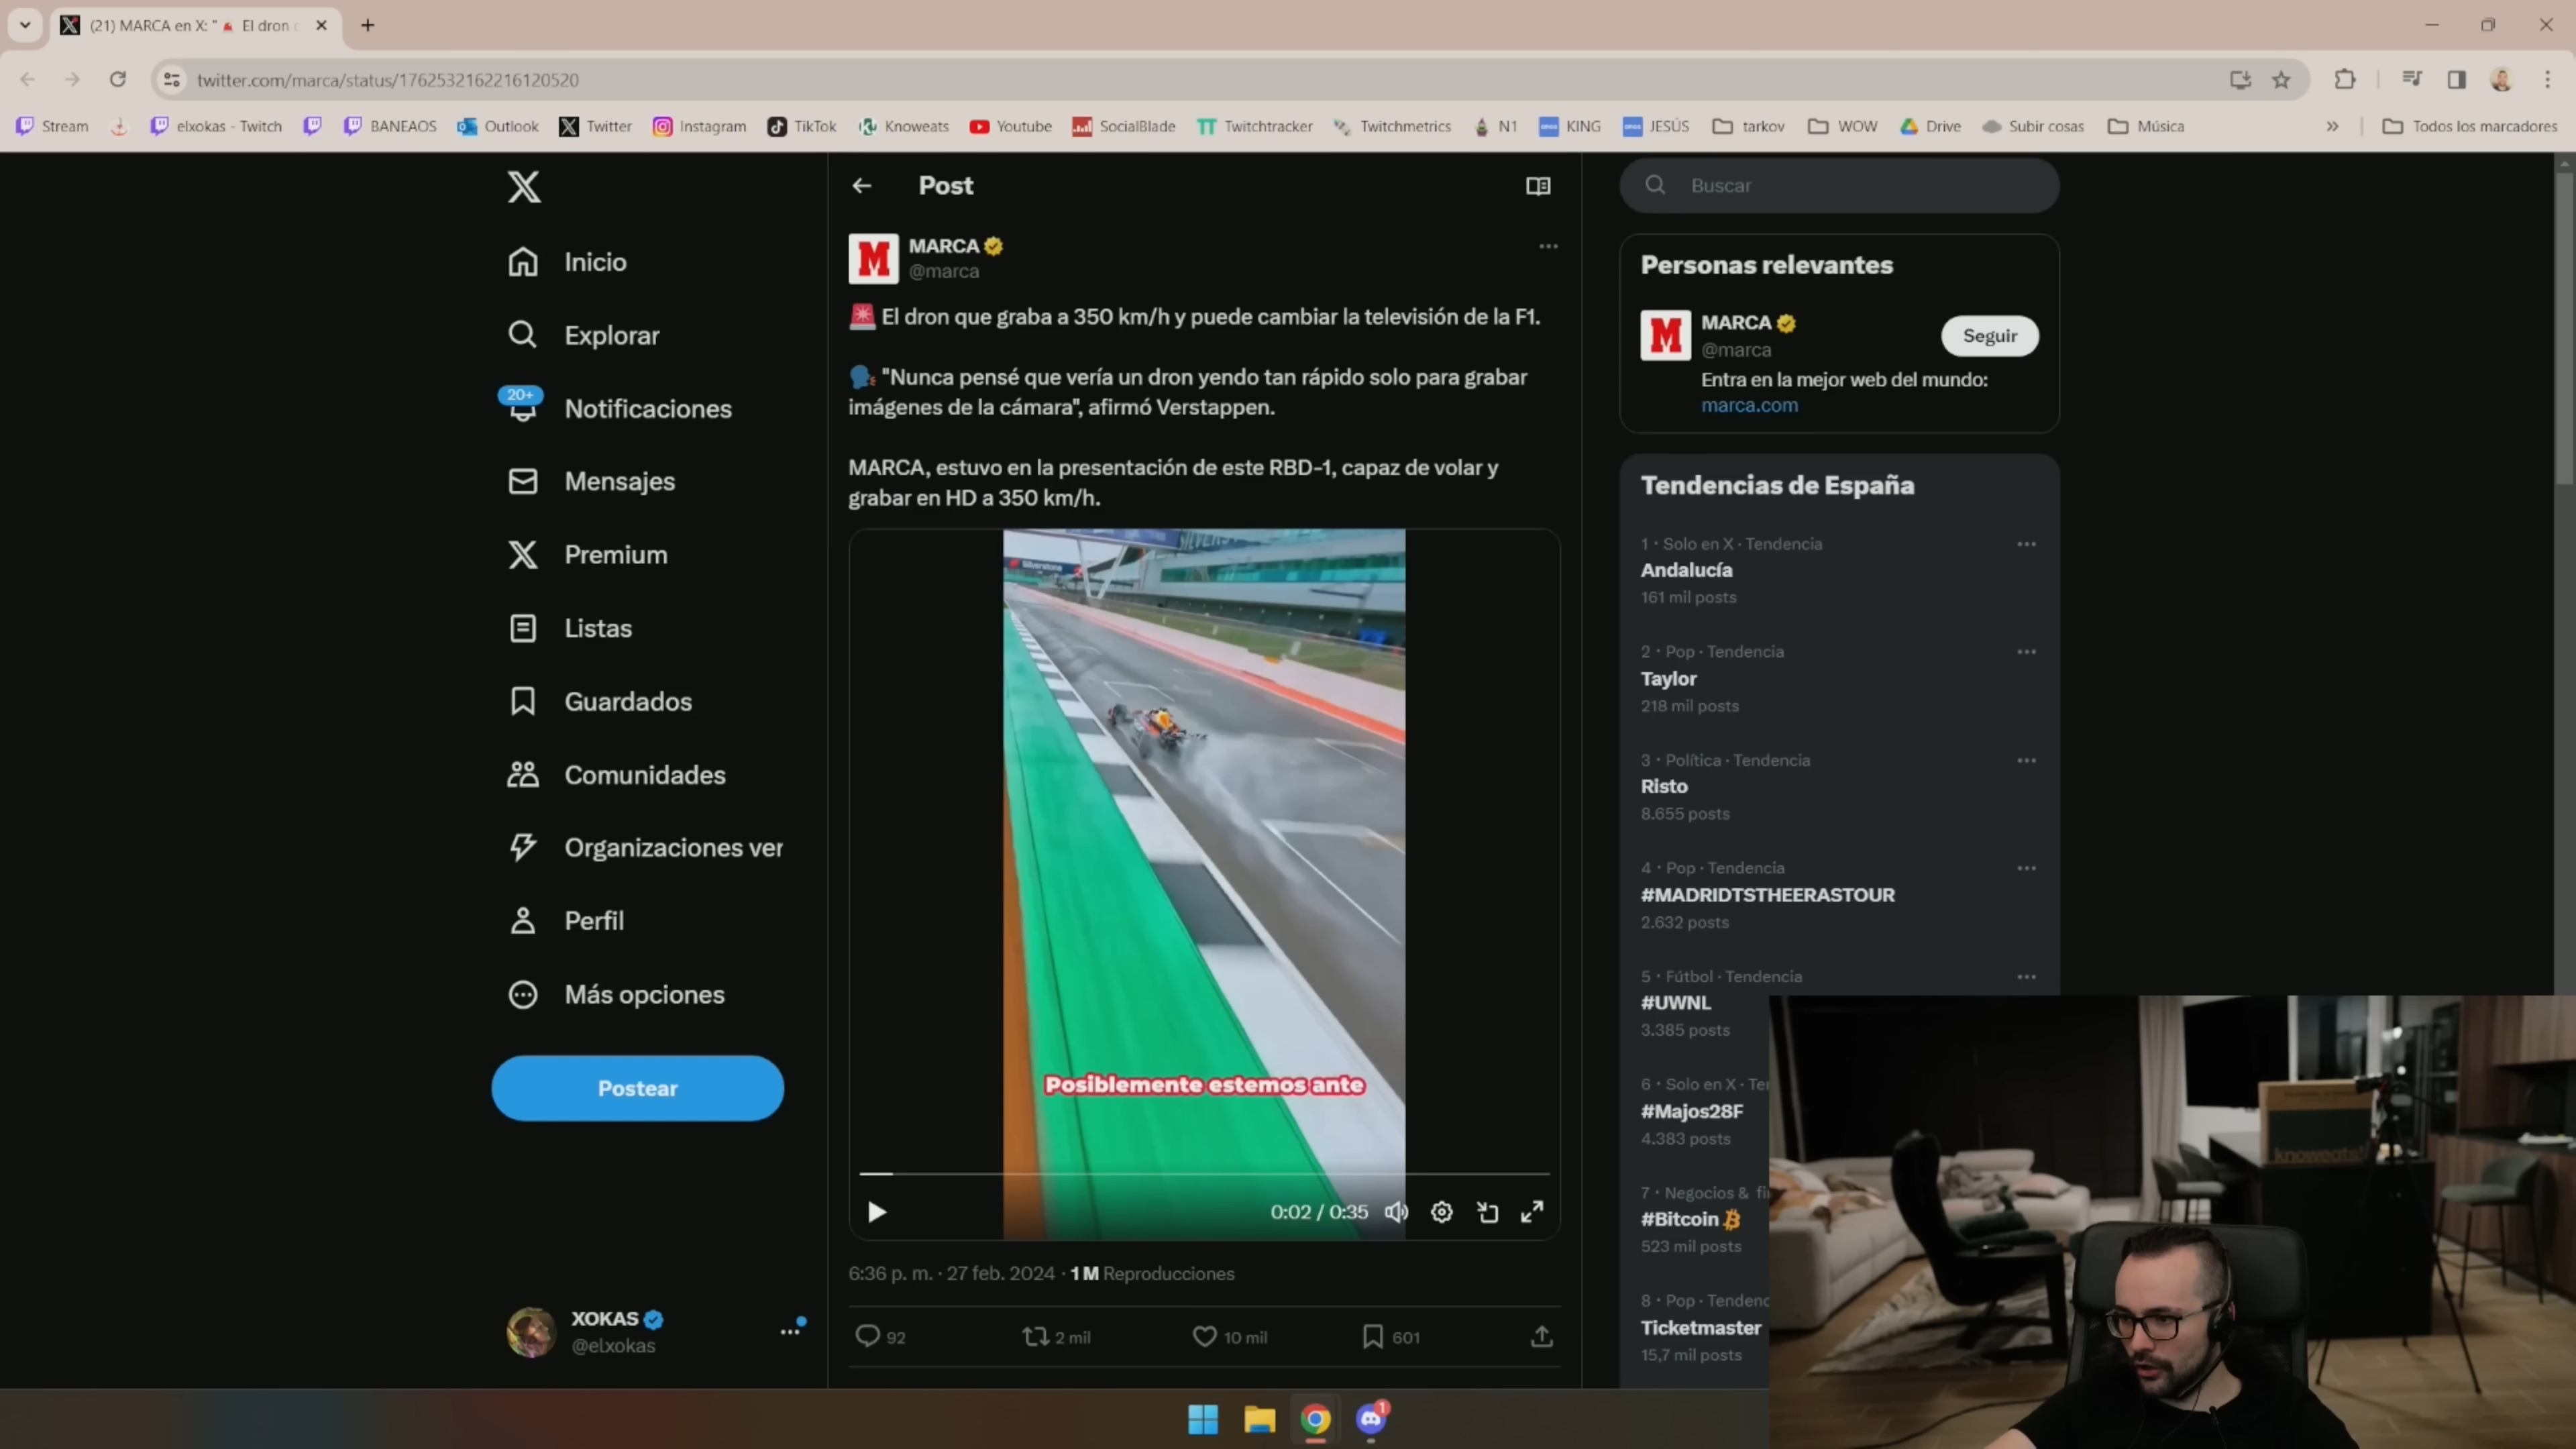 (21) MARCA en X: " 🚨 El dron c
twitter.com/marca/status/1762532162216120520
Stream
elxokas - Twitch
BANEAOS
Outlook
Twitter
Instagram
TikTok
Knoweats
Youtube
SocialBlade
Twitchtracker
Twitchmetrics
N1
KING
JESÚS
tarkov
WOW
Drive
Subir cosas
Música
Todos los marcadores
Inicio
Explorar
20+
Notificaciones
Mensajes
Premium
Listas
Guardados
Comunidades
Organizaciones ver
Perfil
Más opciones
Postear
XOKAS
@elxokas
Post
MARCA
@marca
🚨 El dron que graba a 350 km/h y puede cambiar la televisión de la F1.
🗣️ "Nunca pensé que vería un dron yendo tan rápido solo para grabar
imágenes de la cámara", afirmó Verstappen.
MARCA, estuvo en la presentación de este RBD-1, capaz de volar y
grabar en HD a 350 km/h.
Silverstone
Posiblemente estemos ante
0:02 / 0:35
6:36 p. m. · 27 feb. 2024 · 1 M Reproducciones
92
2 mil
10 mil
601
Buscar
Personas relevantes
MARCA
@marca
Seguir
Entra en la mejor web del mundo:
marca.com
Tendencias de España
1 · Solo en X · Tendencia
Andalucía
161 mil posts
2 · Pop · Tendencia
Taylor
218 mil posts
3 · Política · Tendencia
Risto
8.655 posts
4 · Pop · Tendencia
#MADRIDTSTHEERASTOUR
2.632 posts
5 · Fútbol · Tendencia
#UWNL
3.385 posts
6 · Solo en X · Ter
#Majos28F
4.383 posts
7 · Negocios & fi
#Bitcoin
523 mil posts
8 · Pop · Tendenc
Ticketmaster
15,7 mil posts
knoweats
1